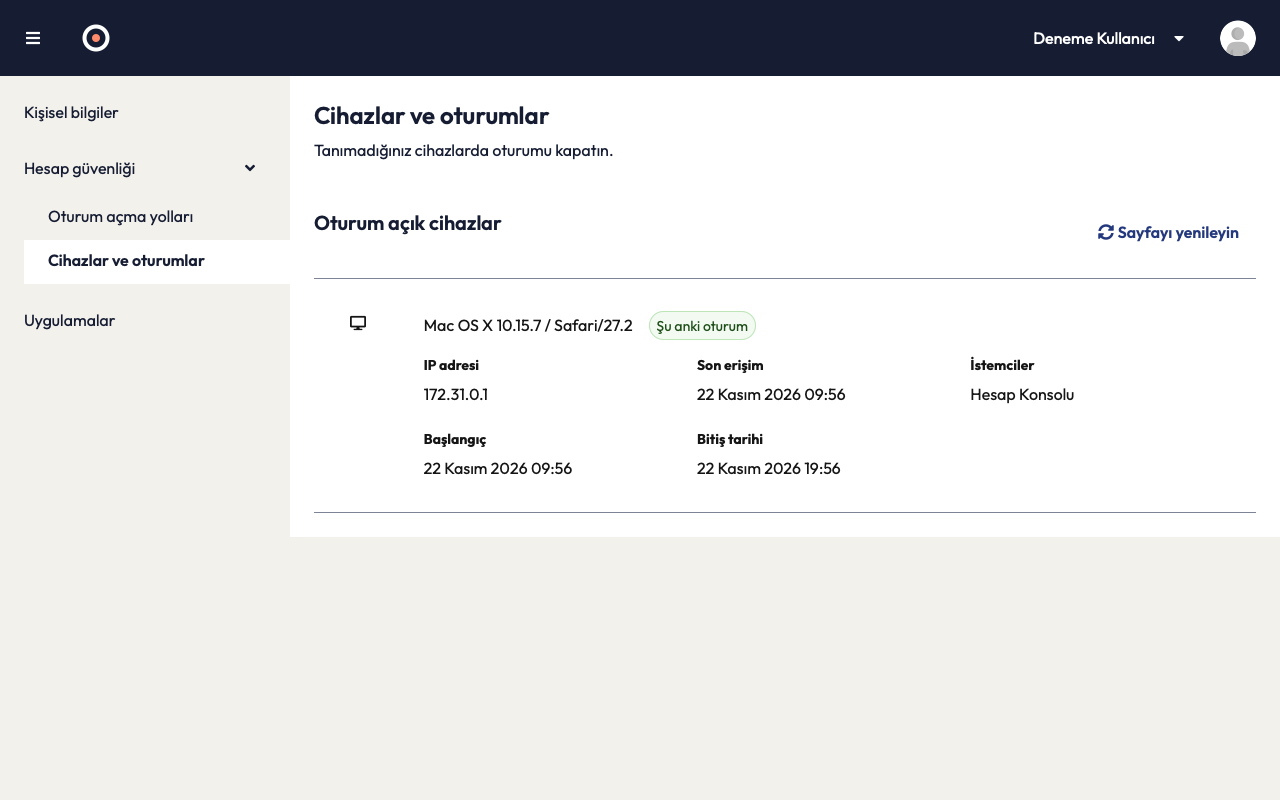 Deneme Kullanıcı
Kişisel bilgiler
Hesap güvenliği
Oturum açma yolları
Cihazlar ve oturumlar
Uygulamalar
Cihazlar ve oturumlar
Tanımadığınız cihazlarda oturumu kapatın.
Oturum açık cihazlar
Sayfayı yenileyin
Mac OS X 10.15.7 / Safari/27.2 Şu anki oturum
IP adresi Son erişim İstemciler
172.31.0.1 22 Kasım 2026 09:56 Hesap Konsolu
Başlangıç Bitiş tarihi
22 Kasım 2026 09:56 22 Kasım 2026 19:56